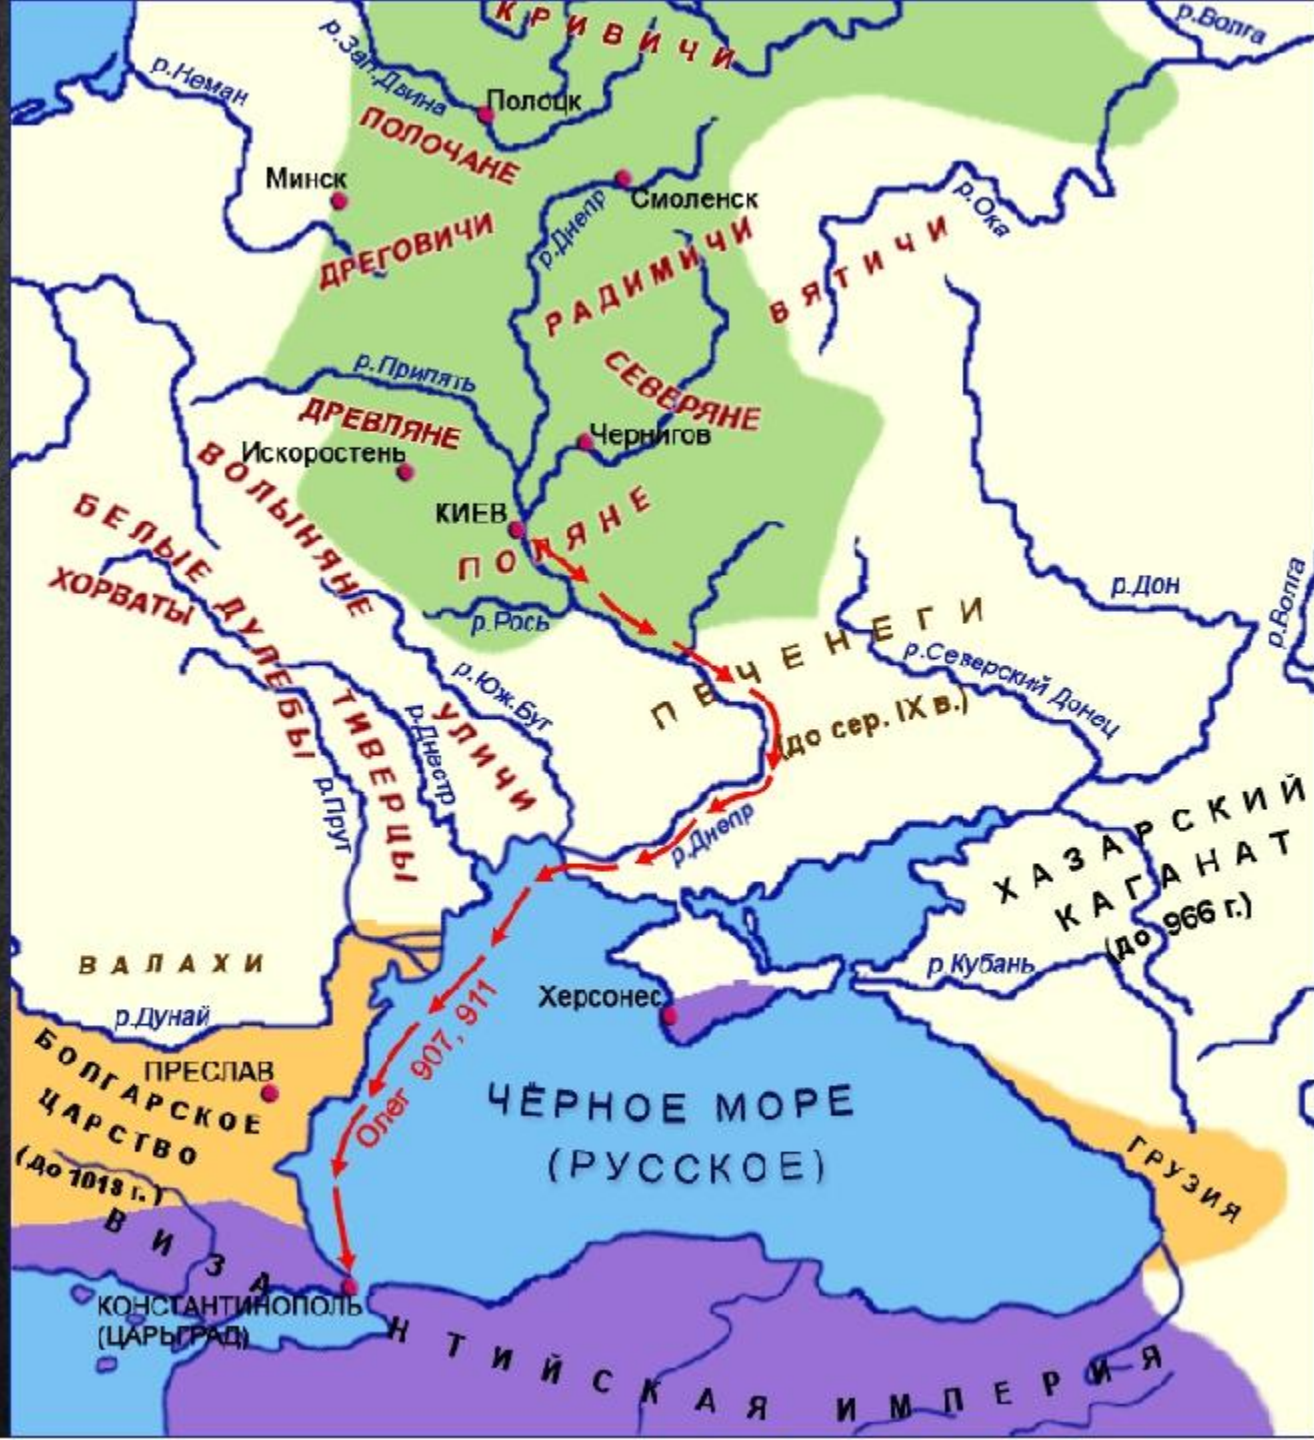 КРИВИЧИ
р.Волга
р.Зап.Двина
р.Неман
Полоцк
ПОЛОЧАНЕ
Минск
Смоленск
р.Днепр
р.Ока
ДРЕГОВИЧИ
РАДИМИЧИ
ВЯТИЧИ
р.Припять
СЕВЕРЯНЕ
ДРЕВЛЯНЕ
Чернигов
Искоростень
ВОЛЫНЯНЕ
КИЕВ
ПОЛЯНЕ
БЕЛЫЕ
ХОРВАТЫ
ДУЛЕБЫ
р.Рось
р.Дон
р.Волга
ПЕЧЕНЕГИ
(до сер. IX в.)
р.Северский Донец
р.Юж.Буг
УЛИЧИ
ТИВЕРЦЫ
р.Днестр
р.Прут
р.Днепр
ХАЗАРСКИЙ
КАГАНАТ
(до 966 г.)
ВАЛАХИ
р.Кубань
р.Дунай
Херсонес
Олег 907, 911
БОЛГАРСКОЕ
ЦАРСТВО
(до 1018 г.)
ПРЕСЛАВ
ЧЁРНОЕ МОРЕ
(РУССКОЕ)
ГРУЗИЯ
ВИЗАНТИЙСКАЯ ИМПЕРИЯ
КОНСТАНТИНОПОЛЬ
(ЦАРЬГРАД)